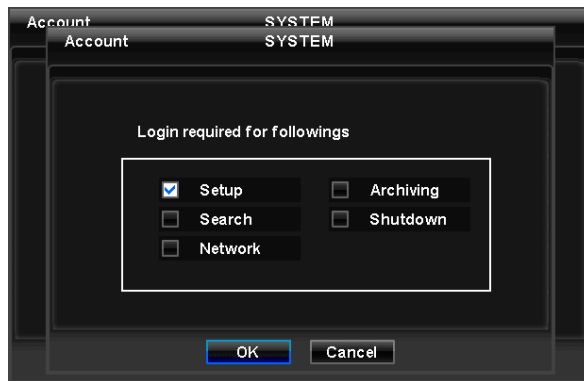 Account SYSTEM
Account SYSTEM
Login required for followings
Setup Archiving
Search Shutdown
Network
OK Cancel